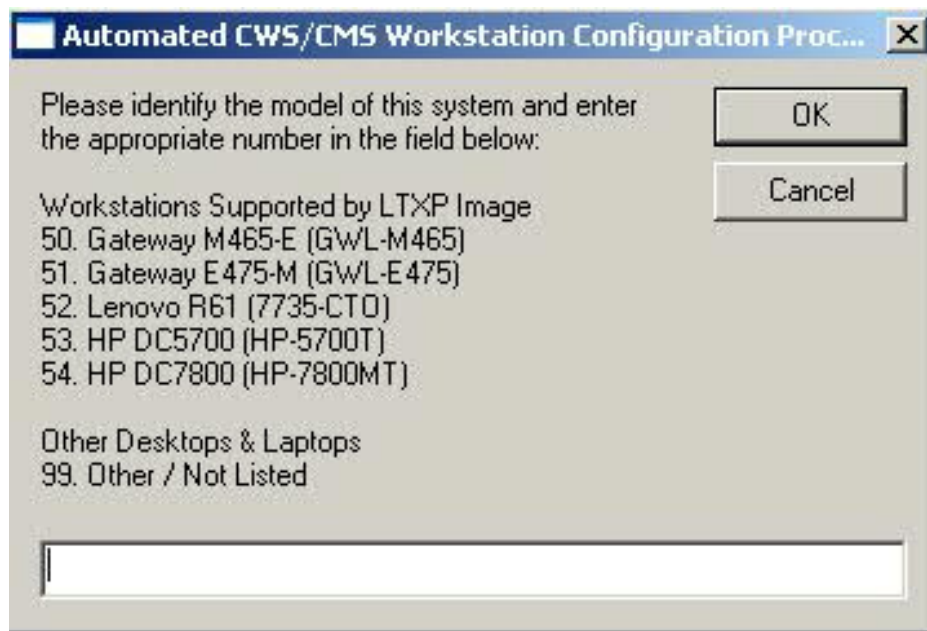 Automated CWS/CMS Workstation Configuration Proc...
Please identify the model of this system and enter
the appropriate number in the field below:
OK
Cancel
Workstations Supported by LTXP Image
50. Gateway M465-E (GWL-M465)
51. Gateway E475-M (GWL-E475)
52. Lenovo R61 (7735-CTO)
53. HP DC5700 (HP-5700T)
54. HP DC7800 (HP-7800MT)
Other Desktops & Laptops
99. Other / Not Listed